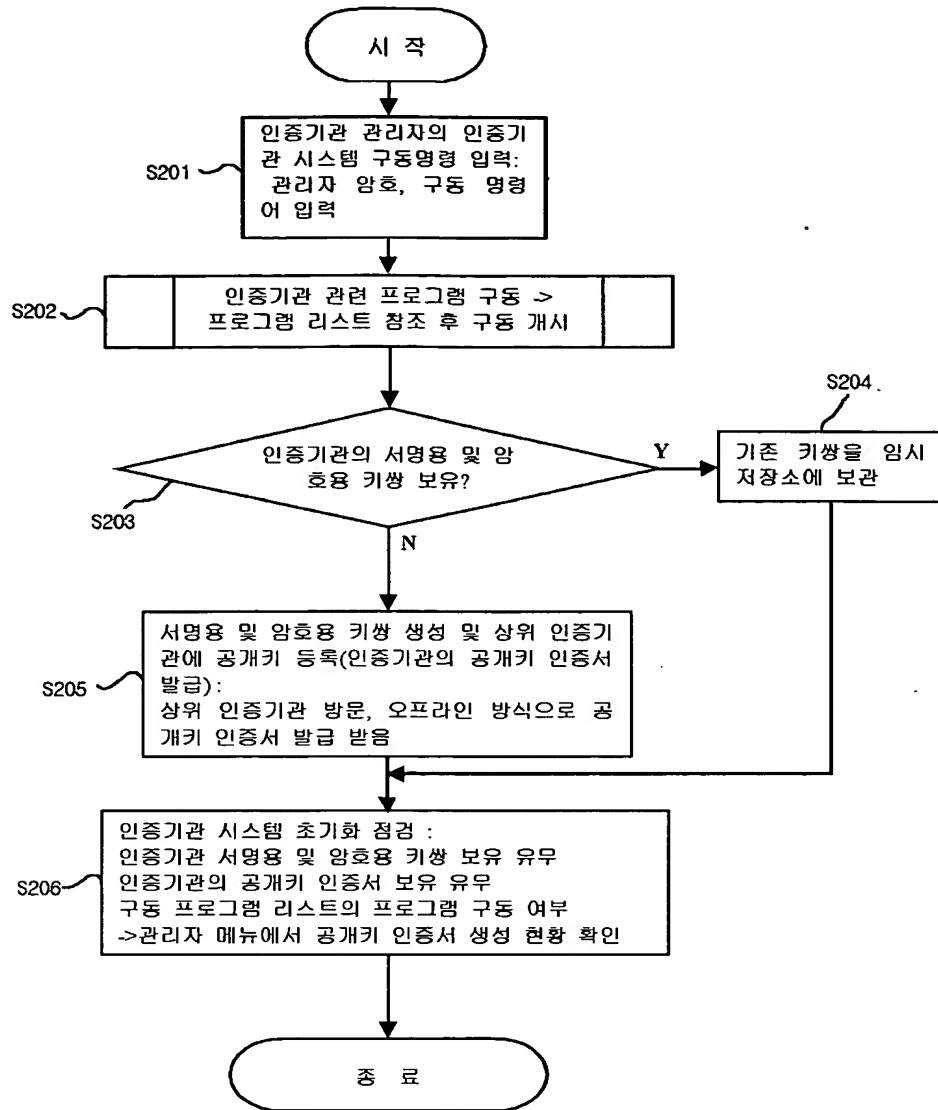 시 작
S201
인증기관 관리자의 인증기
관 시스템 구동명령 입력:
관리자 암호, 구동 명령
어 입력
S202
인증기관 관련 프로그램 구동 ->
프로그램 리스트 참조 후 구동 개시
S203
인증기관의 서명용 및 암
호용 키쌍 보유?
Y
S204
기존 키쌍을 임시
저장소에 보관
N
S205
서명용 및 암호용 키쌍 생성 및 상위 인증기
관에 공개키 등록(인증기관의 공개키 인증서
발급):
상위 인증기관 방문, 오프라인 방식으로 공
개키 인증서 발급 받음
S206
인증기관 시스템 초기화 점검 :
인증기관 서명용 및 암호용 키쌍 보유 유무
인증기관의 공개키 인증서 보유 유무
구동 프로그램 리스트의 프로그램 구동 여부
->관리자 메뉴에서 공개키 인증서 생성 현황 확인
종 료